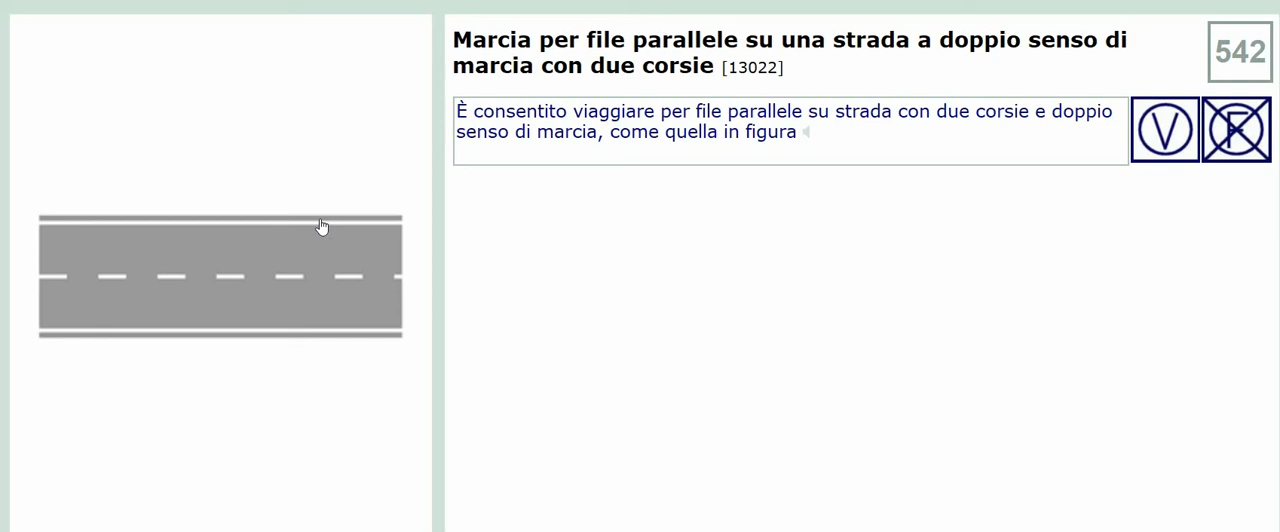 Marcia per file parallele su una strada a doppio senso di
marcia con due corsie [13022]
542
È consentito viaggiare per file parallele su strada con due corsie e doppio
senso di marcia, come quella in figura
V
F